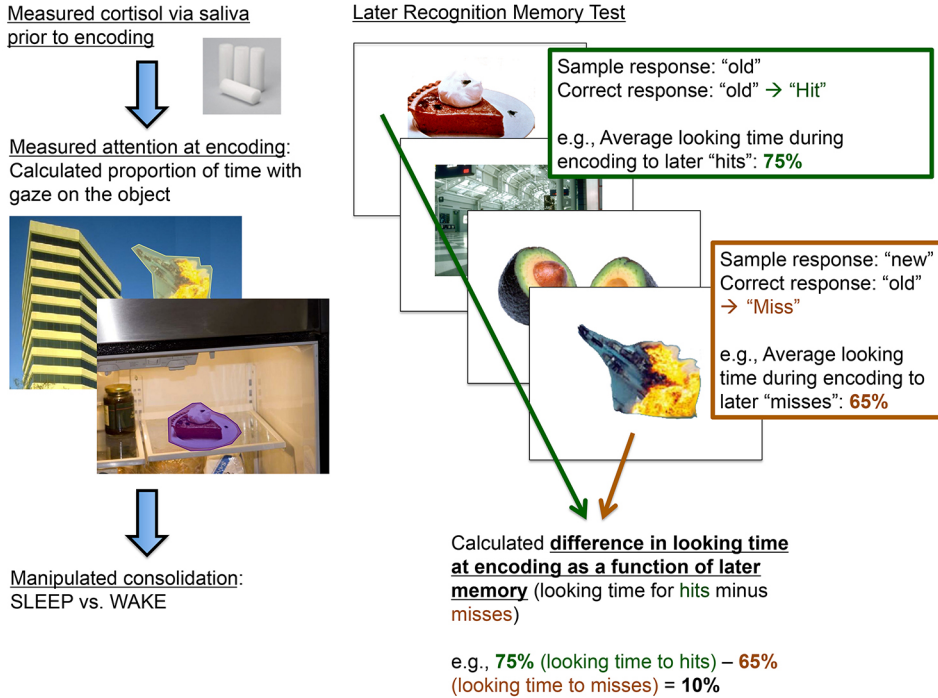 Measured cortisol via saliva
prior to encoding
Measured attention at encoding:
Calculated proportion of time with
gaze on the object
Manipulated consolidation:
SLEEP vs. WAKE
Later Recognition Memory Test
Sample response: “old”
Correct response: “old” → “Hit”
e.g., Average looking time during
encoding to later “hits”: 75%
Sample response: “new”
Correct response: “old”
→ “Miss”
e.g., Average looking
time during encoding to
later “misses”: 65%
Calculated difference in looking time
at encoding as a function of later
memory (looking time for hits minus
misses)
e.g., 75% (looking time to hits) – 65%
(looking time to misses) = 10%